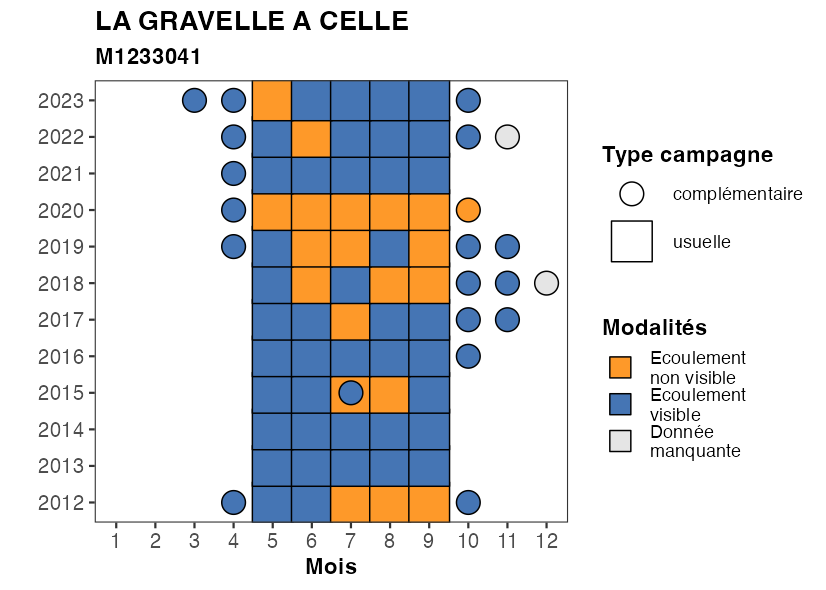 LA GRAVELLE A CELLE
M1233041
2023
2022
2021
2020
2019
2018
2017
2016
2015
2014
2013
2012
1 2 3 4 5 6 7 8 9 10 11 12
Mois
Type campagne
complémentaire
usuelle
Modalités
Ecoulement
non visible
Ecoulement
visible
Donnée
manquante